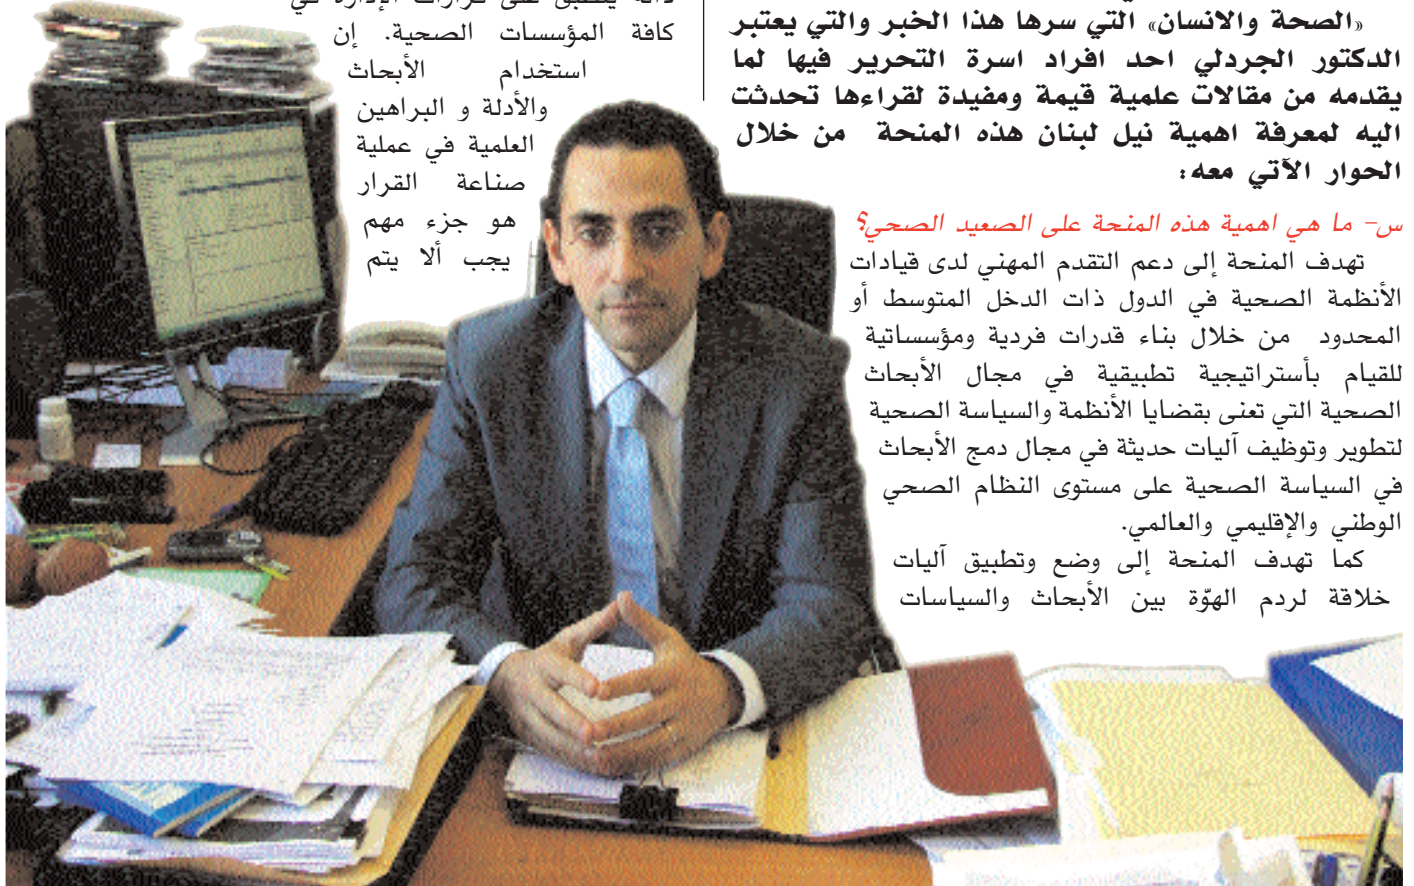 «الصحة والانسان» التي سرها هذا الخبر والتي يعتبر
الدكتور الجردلي احد افراد اسرة التحرير فيها لما
يقدمه من مقالات علمية قيمة ومفيدة لقراءها تحدثت
اليه لمعرفة اهمية نيل لبنان هذه المنحة من خلال
الحوار الآتي معه:
س- ما هي اهمية هذه المنحة على الصعيد الصحي؟
تهدف المنحة إلى دعم التقدم المهني لدى قيادات
الأنظمة الصحية في الدول ذات الدخل المتوسط أو
المحدود من خلال بناء قدرات فردية ومؤسساتية
للقيام بأستراتيجية تطبيقية في مجال الأبحاث
الصحية التي تعنى بقضايا الأنظمة والسياسة الصحية
لتطوير وتوظيف آليات حديثة في مجال دمج الأبحاث
في السياسة الصحية على مستوى النظام الصحي
الوطني والإقليمي والعالمي.
كما تهدف المنحة إلى وضع وتطبيق آليات
خلاقة لردم الهوّة بين الأبحاث والسياسات
كافة المؤسسات الصحية. إن
استخدام الأبحاث
والأدلة و البراهين
العلمية في عملية
صناعة القرار
هو جزء مهم
يجب ألا يتم